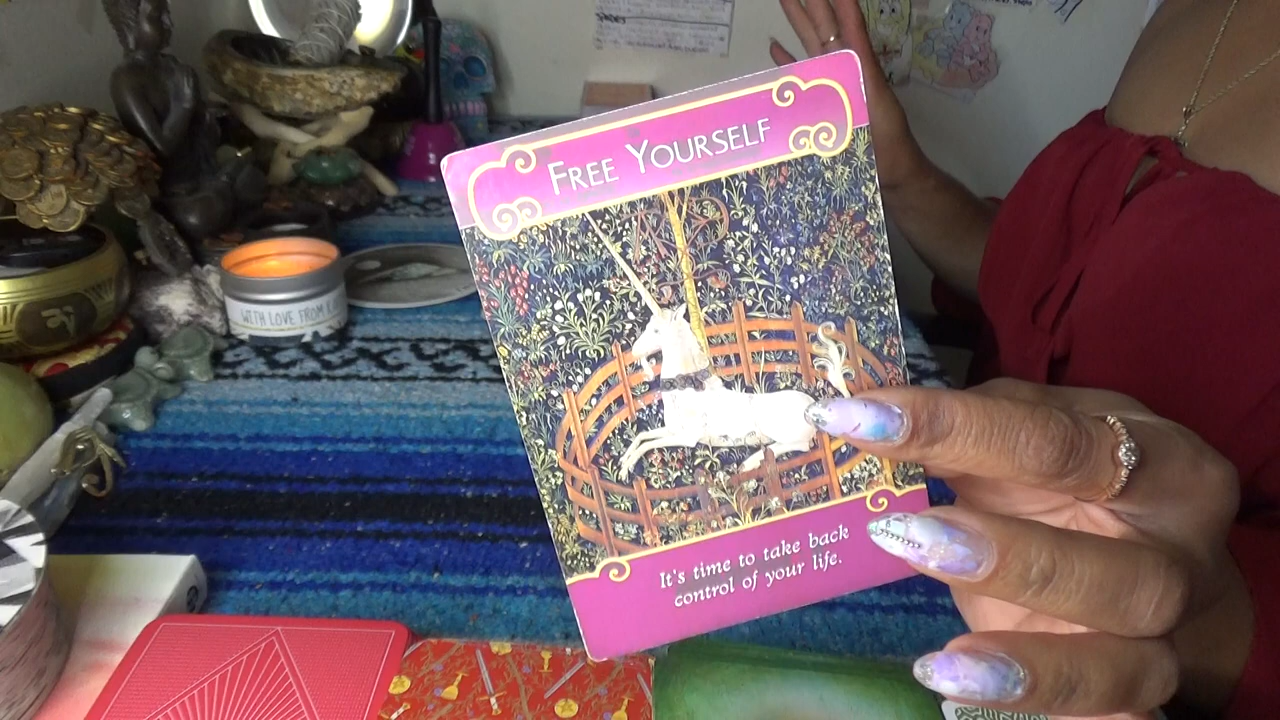 FREE YOURSELF
WITH LOVE FROM
It's time to take back
control of your life.